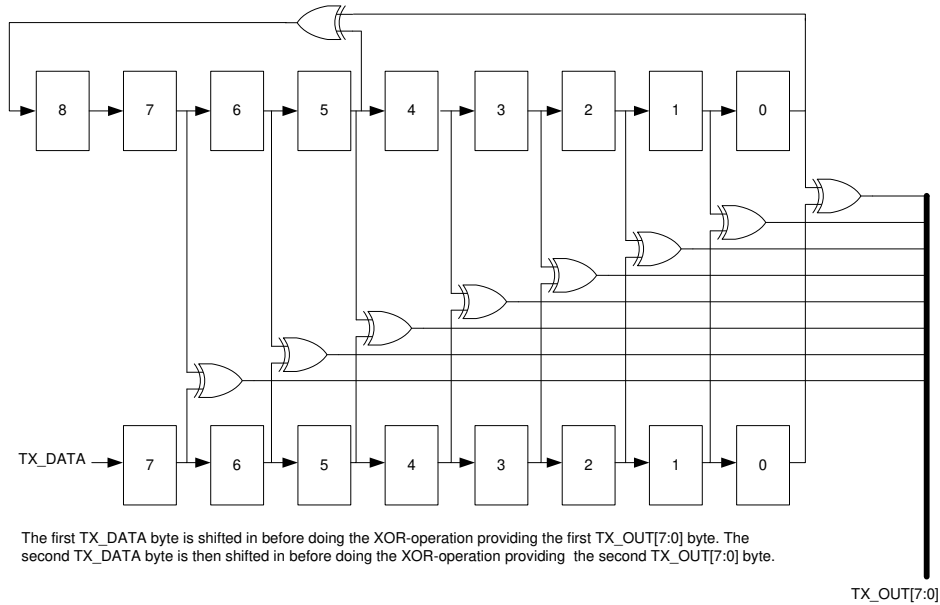 8 7 6 5 4 3 2 1 0
TX_DATA 7 6 5 4 3 2 1 0
The first TX_DATA byte is shifted in before doing the XOR-operation providing the first TX_OUT[7:0] byte. The
second TX_DATA byte is then shifted in before doing the XOR-operation providing the second TX_OUT[7:0] byte.
TX_OUT[7:0]